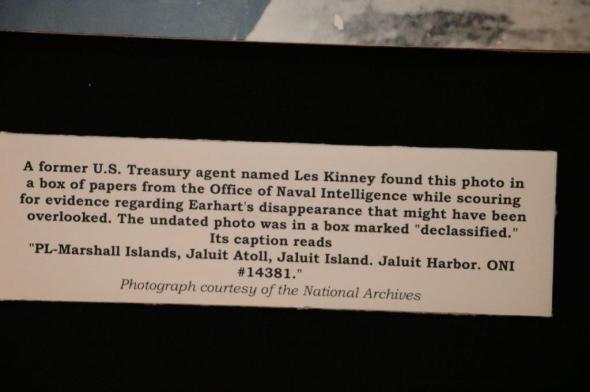 A former U.S. Treasury agent named Les Kinney found this photo in
a box of papers from the Office of Naval Intelligence while scouring
for evidence regarding Earhart's disappearance that might have been
overlooked. The undated photo was in a box marked "declassified."
Its caption reads
"PL-Marshall Islands, Jaluit Atoll, Jaluit Island. Jaluit Harbor. ONI
#14381."
Photograph courtesy of the National Archives